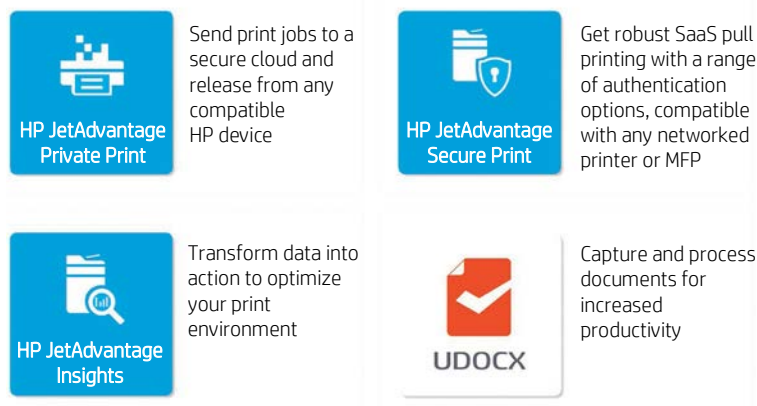 HP JetAdvantage
Private Print
Send print jobs to a
secure cloud and
release from any
compatible
HP device
HP JetAdvantage
Secure Print
Get robust SaaS pull
printing with a range
of authentication
options, compatible
with any networked
printer or MFP
HP JetAdvantage
Insights
Transform data into
action to optimize
your print
environment
UDOCX
Capture and process
documents for
increased
productivity